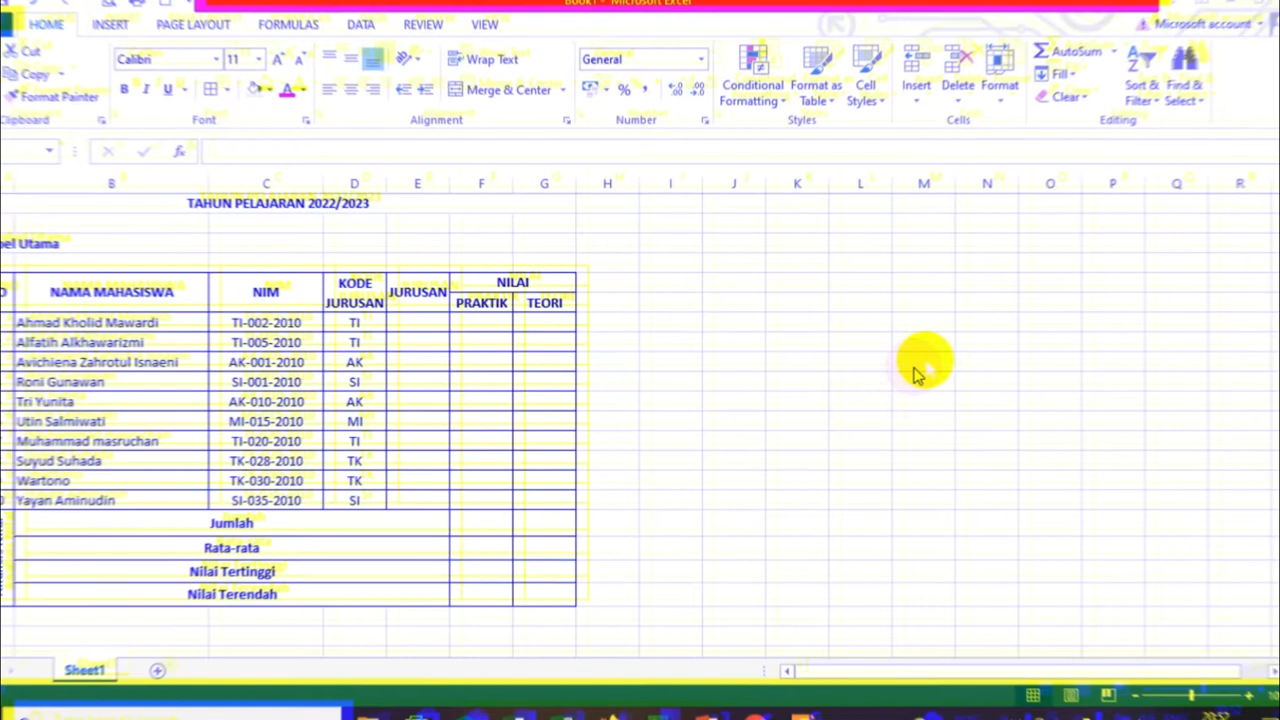 Book1 - Microsoft Excel
HOME INSERT PAGE LAYOUT FORMULAS DATA REVIEW VIEW Microsoft account
Cut
Copy
Format Painter
Clipboard
Calibri 11
B I U
Font
Wrap Text
Merge & Center
Alignment
General
%
Number
Conditional Formatting
Format as Table
Cell Styles
Styles
Insert Delete Format
Cells
AutoSum
Fill
Clear
Sort & Filter
Find & Select
Editing
fx
B C D E F G H I J K L M N O P Q R
TAHUN PELAJARAN 2022/2023
bel Utama
NAMA MAHASISWA NIM KODE JURUSAN JURUSAN NILAI
PRAKTIK TEORI
Ahmad Kholid Mawardi TI-002-2010 TI
Alfatih Alkhawarizmi TI-005-2010 TI
Avichiena Zahrotul Isnaeni AK-001-2010 AK
Roni Gunawan SI-001-2010 SI
Tri Yunita AK-010-2010 AK
Utin Salmiwati MI-015-2010 MI
Muhammad masruchan TI-020-2010 TI
Suyud Suhada TK-028-2010 TK
Wartono TK-030-2010 TK
Yayan Aminudin SI-035-2010 SI
Jumlah
Rata-rata
Nilai Tertinggi
Nilai Terendah
Sheet1